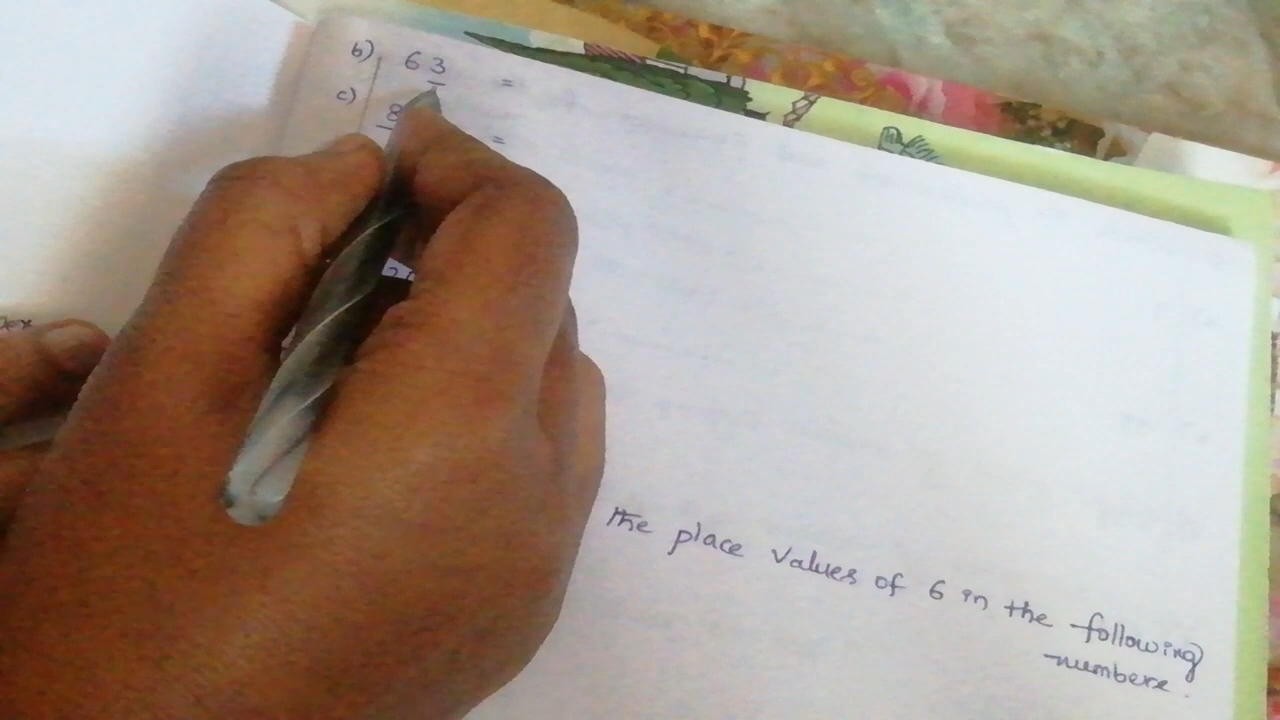 b) 63 =
c) 8 =
the place values of 6 in the following
numbers.